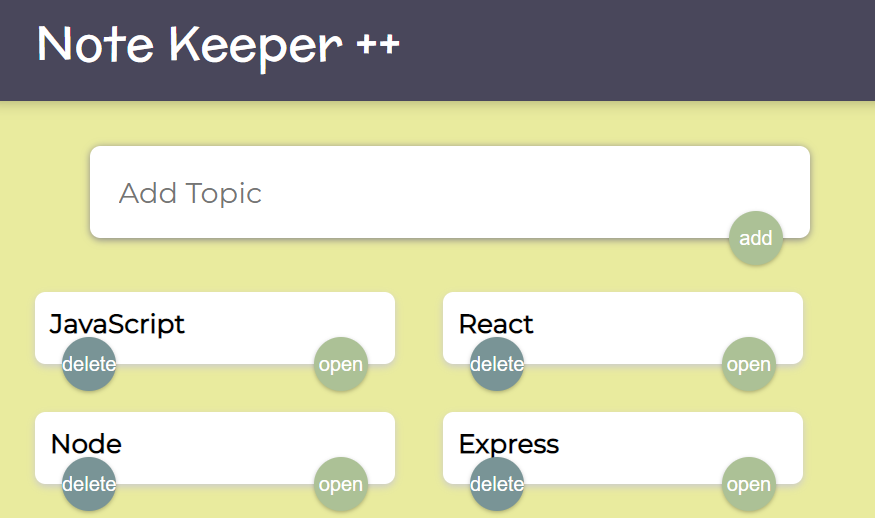 Note Keeper ++
Add Topic
add
JavaScript
delete
open
React
delete
open
Node
delete
open
Express
delete
open